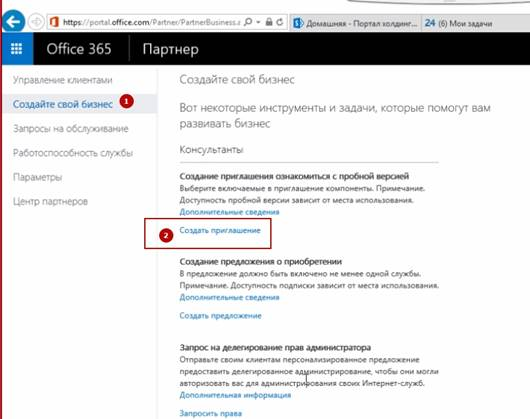 https://portal.office.com/Partner/PartnerBusiness.a
Домашняя - Портал холдинг...
24 (6) Мои задачи
Office 365
Партнер
Управление клиентами
Создайте свой бизнес
1
Запросы на обслуживание
Работоспособность службы
Параметры
Центр партнеров
Создайте свой бизнес
Вот некоторые инструменты и задачи, которые помогут вам
развивать бизнес
Консультанты
Создание приглашения ознакомиться с пробной версией
Выберите включаемые в приглашение компоненты. Примечание.
Доступность пробной версии зависит от места использования.
Дополнительные сведения
2
Создать приглашение
Создание предложения о приобретении
В предложение должно быть включено не менее одной службы.
Примечание. Доступность подписки зависит от места использования.
Дополнительные сведения
Создать предложение
Запрос на делегирование прав администратора
Отправьте своим клиентам персонализированное предложение
предоставить делегированное администрирование, чтобы они могли
авторизовать вас для администрирования своих Интернет-служб.
Дополнительная информация
Запросить права